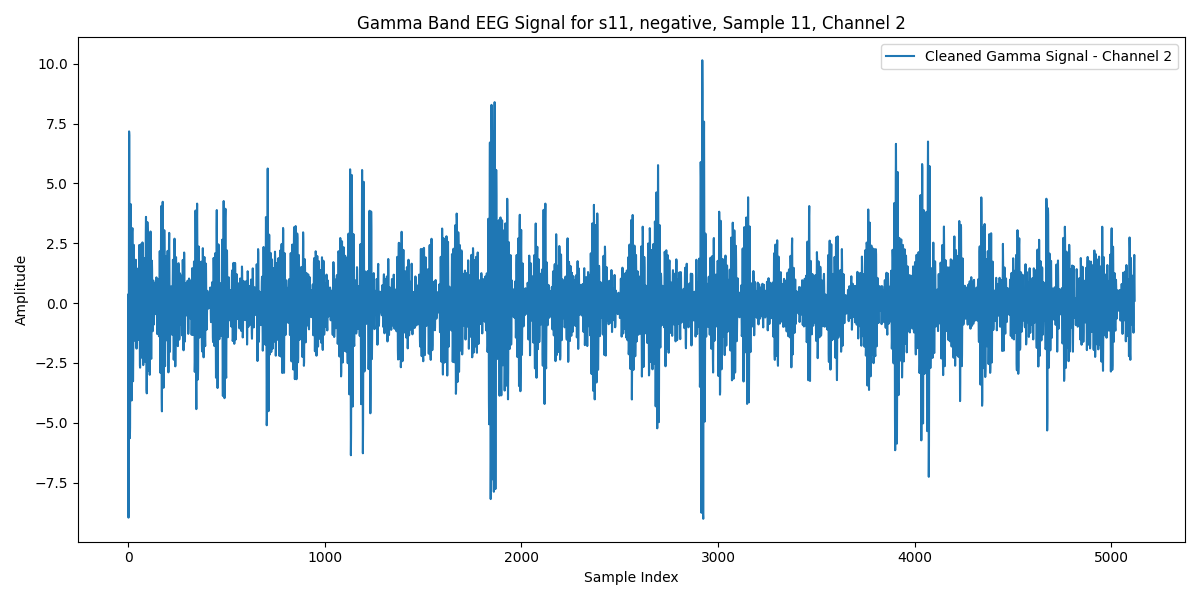 Gamma Band EEG Signal for s11, negative, Sample 11, Channel 2
Cleaned Gamma Signal - Channel 2
10.0
7.5
5.0
2.5
0.0
−2.5
−5.0
−7.5
Amplitude
0 1000 2000 3000 4000 5000
Sample Index